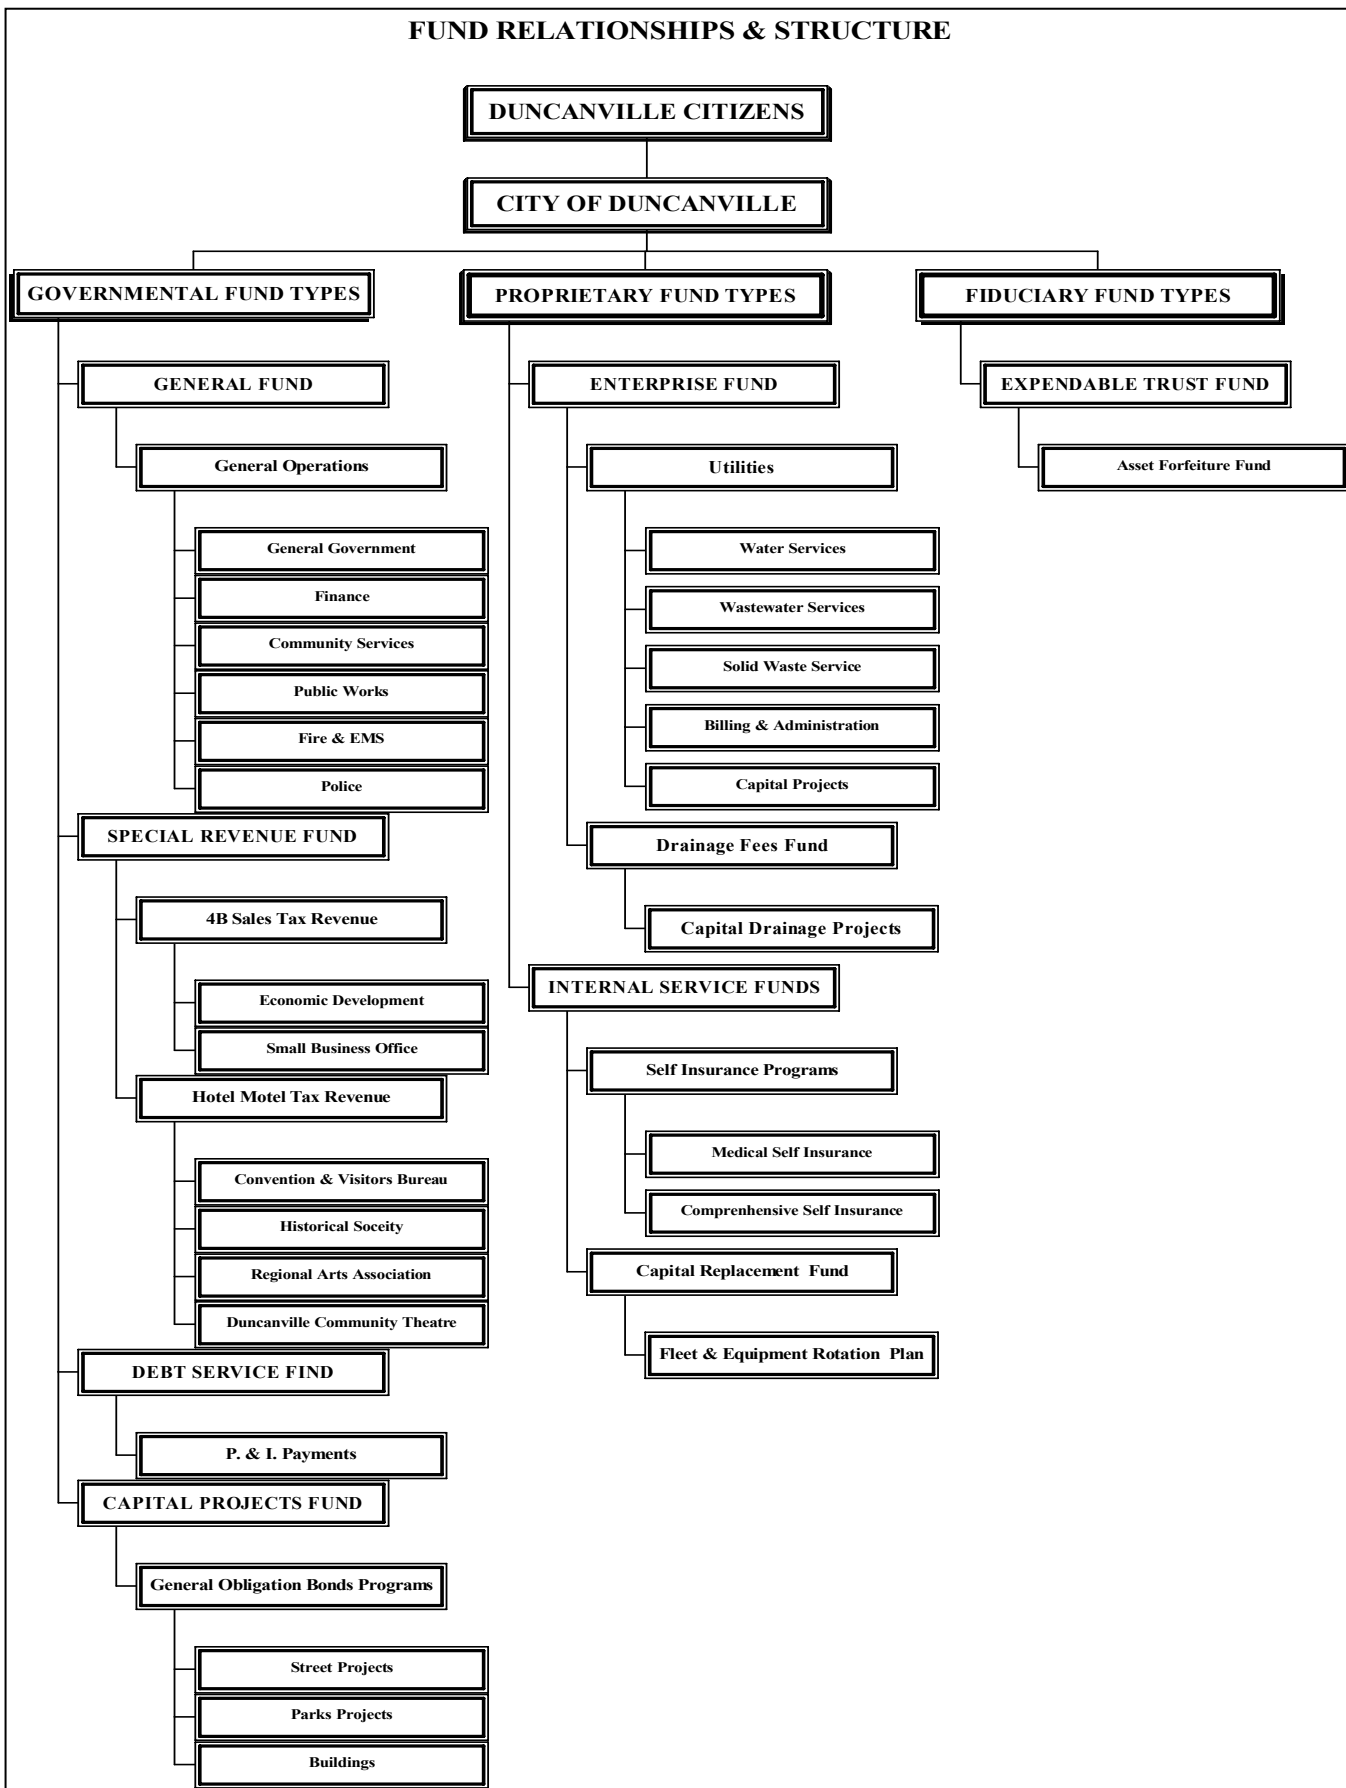 FUND RELATIONSHIPS & STRUCTURE
DUNCANVILLE CITIZENS
CITY OF DUNCANVILLE
GOVERNMENTAL FUND TYPES
GENERAL FUND
General Operations
General Government
Finance
Community Services
Public Works
Fire & EMS
Police
SPECIAL REVENUE FUND
4B Sales Tax Revenue
Economic Development
Small Business Office
Hotel Motel Tax Revenue
Convention & Visitors Bureau
Historical Soceity
Regional Arts Association
Duncanville Community Theatre
DEBT SERVICE FIND
P. & I. Payments
CAPITAL PROJECTS FUND
General Obligation Bonds Programs
Street Projects
Parks Projects
Buildings
PROPRIETARY FUND TYPES
ENTERPRISE FUND
Utilities
Water Services
Wastewater Services
Solid Waste Service
Billing & Administration
Capital Projects
Drainage Fees Fund
Capital Drainage Projects
INTERNAL SERVICE FUNDS
Self Insurance Programs
Medical Self Insurance
Comprenhensive Self Insurance
Capital Replacement Fund
Fleet & Equipment Rotation Plan
FIDUCIARY FUND TYPES
EXPENDABLE TRUST FUND
Asset Forfeiture Fund